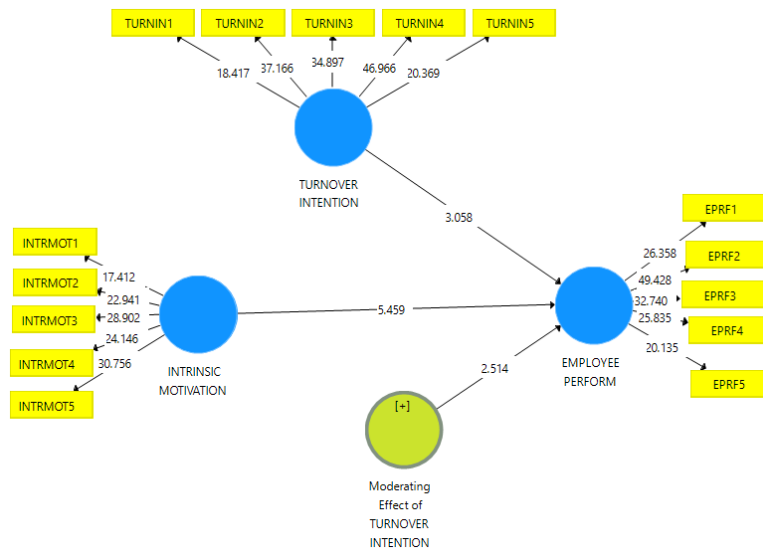 TURNIN1 TURNIN2 TURNIN3 TURNIN4 TURNIN5
18.417 37.166 34.897 46.966 20.369
TURNOVER
INTENTION
3.058
INTRMOT1
INTRMOT2
INTRMOT3
INTRMOT4
INTRMOT5
17.412
22.941
28.902
24.146
30.756
INTRINSIC
MOTIVATION
5.459
EPRF1
EPRF2
EPRF3
EPRF4
EPRF5
26.358
49.428
32.740
25.835
20.135
EMPLOYEE
PERFORM
2.514
[+]
Moderating
Effect of
TURNOVER
INTENTION